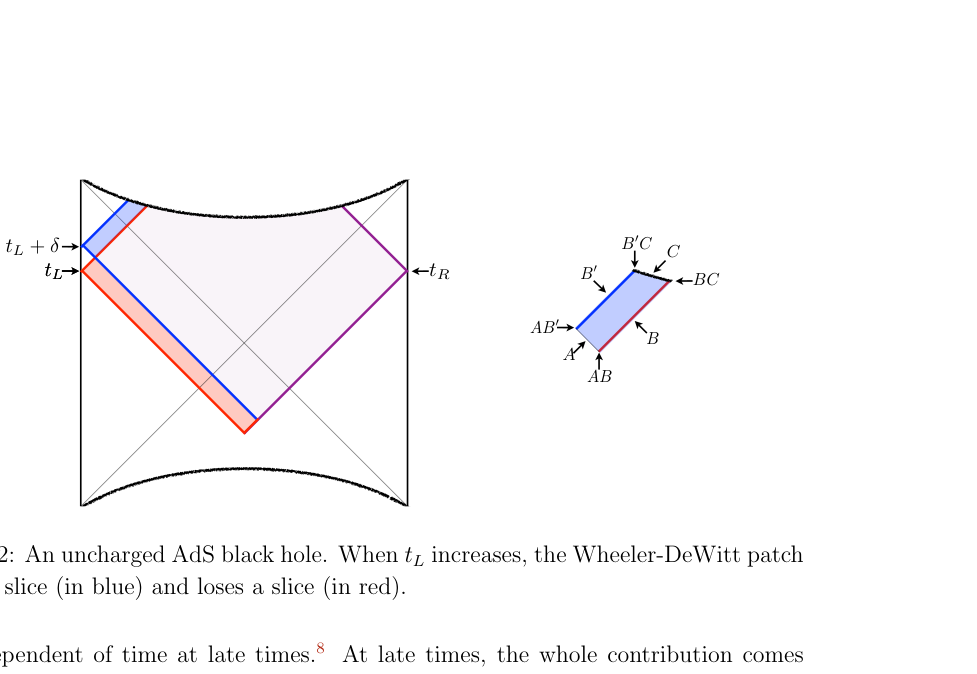 B′C
C
t_L + δ
B′
t_L
t_R
BC
AB′
B
A
AB
2: An uncharged AdS black hole. When t_L increases, the Wheeler-DeWitt patch
slice (in blue) and loses a slice (in red).
ependent of time at late times.⁸ At late times, the whole contribution comes